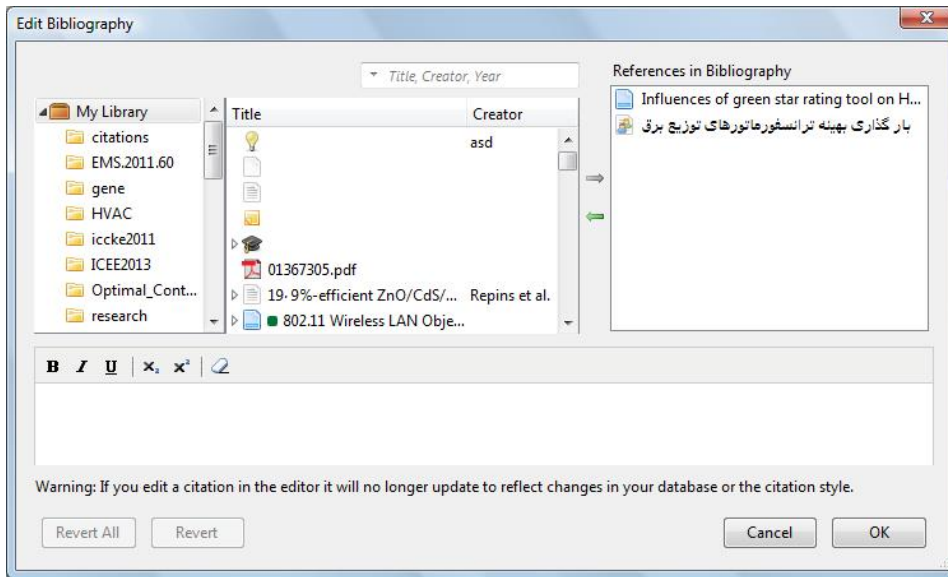 Edit Bibliography
Title, Creator, Year
References in Bibliography
My Library
citations
EMS.2011.60
gene
HVAC
iccke2011
ICEE2013
Optimal_Cont...
research
Title Creator
asd
01367305.pdf
19·9%-efficient ZnO/CdS/... Repins et al.
802.11 Wireless LAN Obje...
Influences of green star rating tool on H...
بار گذاری بهینه ترانسفورماتورهای توزیع برق
B I U x₂ x²
Warning: If you edit a citation in the editor it will no longer update to reflect changes in your database or the citation style.
Revert All Revert Cancel OK